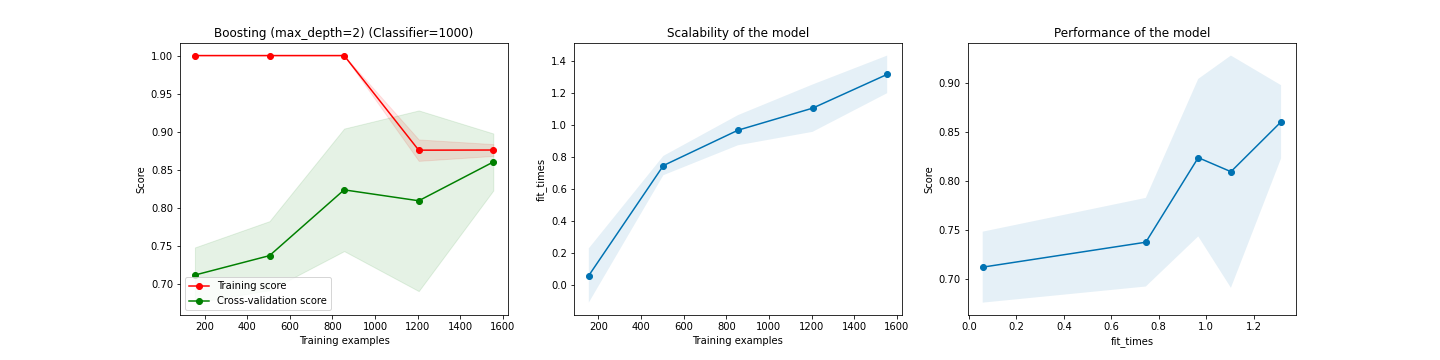 Boosting (max_depth=2) (Classifier=1000)
1.00
0.95
0.90
0.85
0.80
0.75
0.70
Score
Training score
Cross-validation score
200 400 600 800 1000 1200 1400 1600
Training examples
Scalability of the model
1.4
1.2
1.0
0.8
0.6
0.4
0.2
0.0
fit_times
200 400 600 800 1000 1200 1400 1600
Training examples
Performance of the model
0.90
0.85
0.80
0.75
0.70
Score
0.0 0.2 0.4 0.6 0.8 1.0 1.2
fit_times